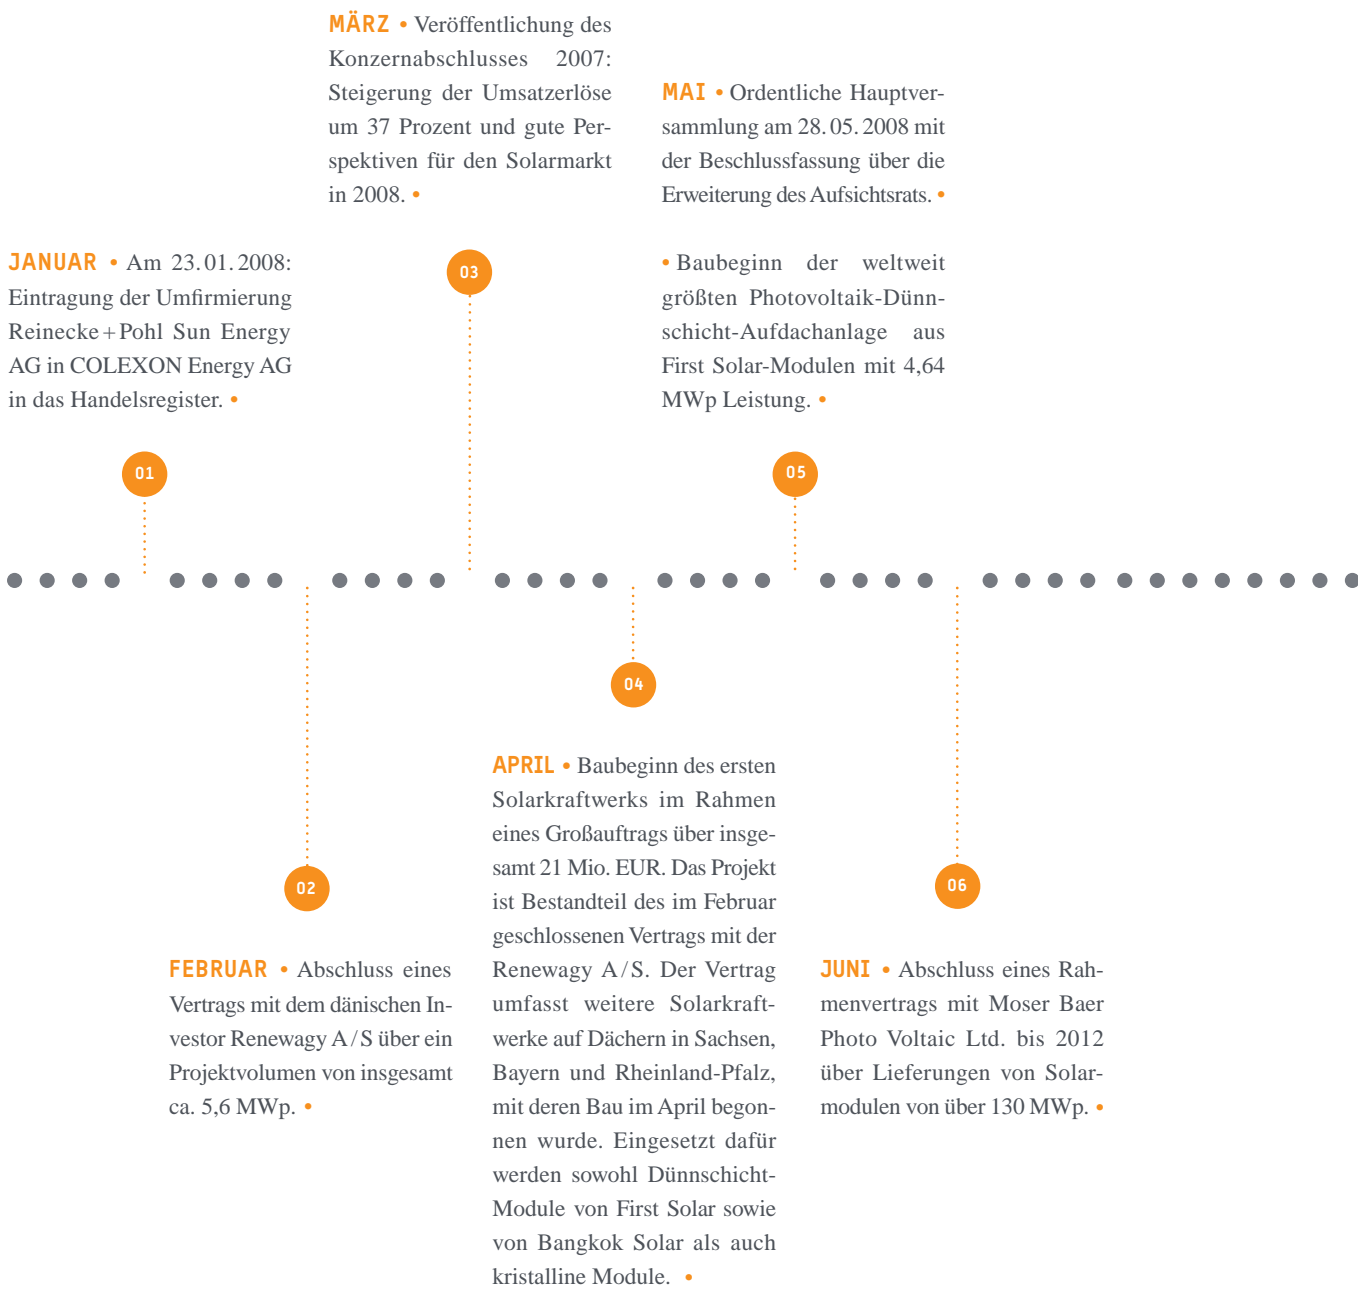 JANUAR • Am 23.01.2008:
Eintragung der Umfirmierung
Reinecke+Pohl Sun Energy
AG in COLEXON Energy AG
in das Handelsregister. •
01
FEBRUAR • Abschluss eines
Vertrags mit dem dänischen In-
vestor Renewagy A/S über ein
Projektvolumen von insgesamt
ca. 5,6 MWp. •
02
MÄRZ • Veröffentlichung des
Konzernabschlusses 2007:
Steigerung der Umsatzerlöse
um 37 Prozent und gute Per-
spektiven für den Solarmarkt
in 2008. •
03
APRIL • Baubeginn des ersten
Solarkraftwerks im Rahmen
eines Großauftrags über insge-
samt 21 Mio. EUR. Das Projekt
ist Bestandteil des im Februar
geschlossenen Vertrags mit der
Renewagy A/S. Der Vertrag
umfasst weitere Solarkraft-
werke auf Dächern in Sachsen,
Bayern und Rheinland-Pfalz,
mit deren Bau im April begon-
nen wurde. Eingesetzt dafür
werden sowohl Dünnschicht-
Module von First Solar sowie
von Bangkok Solar als auch
kristalline Module. •
04
MAI • Ordentliche Hauptver-
sammlung am 28.05.2008 mit
der Beschlussfassung über die
Erweiterung des Aufsichtsrats. •
• Baubeginn der weltweit
größten Photovoltaik-Dünn-
schicht-Aufdachanlage aus
First Solar-Modulen mit 4,64
MWp Leistung. •
05
JUNI • Abschluss eines Rah-
menvertrags mit Moser Baer
Photo Voltaic Ltd. bis 2012
über Lieferungen von Solar-
modulen von über 130 MWp. •
06